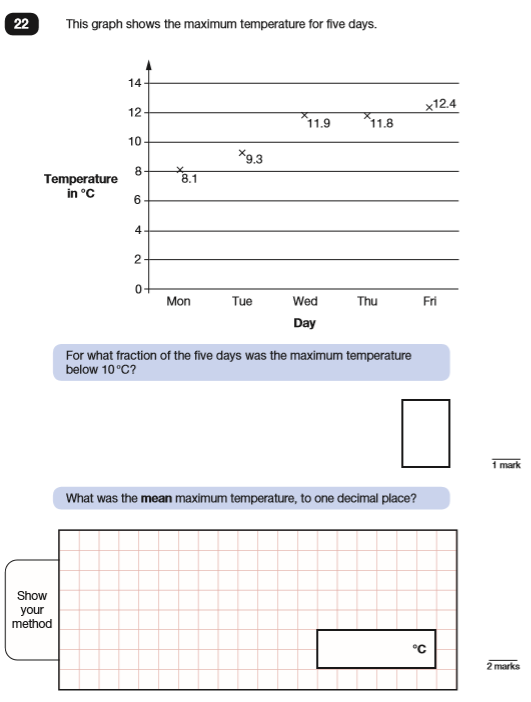 22 This graph shows the maximum temperature for five days.
14
12
10
8
6
4
2
0
Temperature
in °C
8.1
9.3
11.9
11.8
12.4
Mon Tue Wed Thu Fri
Day
For what fraction of the five days was the maximum temperature
below 10 °C?
1 mark
What was the mean maximum temperature, to one decimal place?
Show
your
method
°C
2 marks